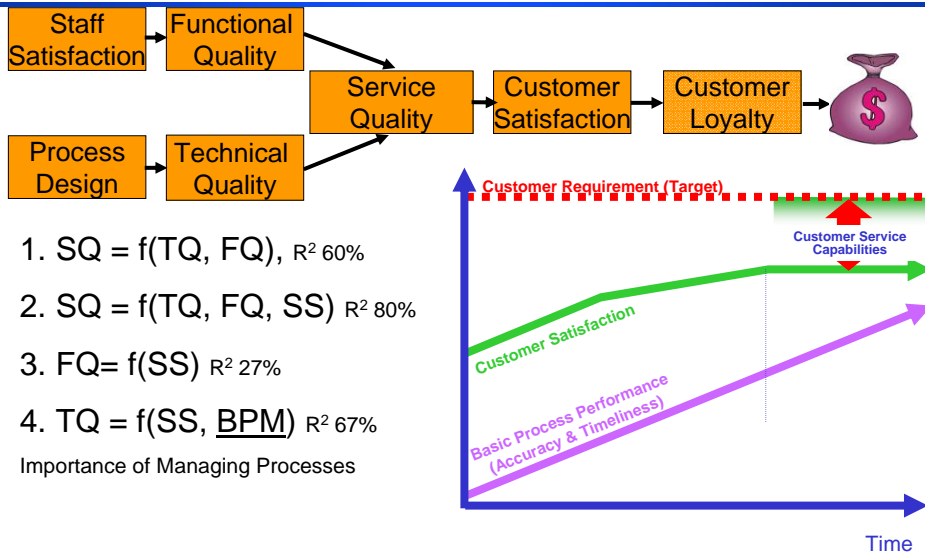 Staff
Satisfaction
Functional
Quality
Service
Quality
Customer
Satisfaction
Customer
Loyalty
$
Process
Design
Technical
Quality
1. SQ = f(TQ, FQ), R² 60%
2. SQ = f(TQ, FQ, SS) R² 80%
3. FQ= f(SS) R² 27%
4. TQ = f(SS, BPM) R² 67%
Importance of Managing Processes
Customer Requirement (Target)
Customer Service
Capabilities
Customer Satisfaction
Basic Process Performance
(Accuracy & Timeliness)
Time